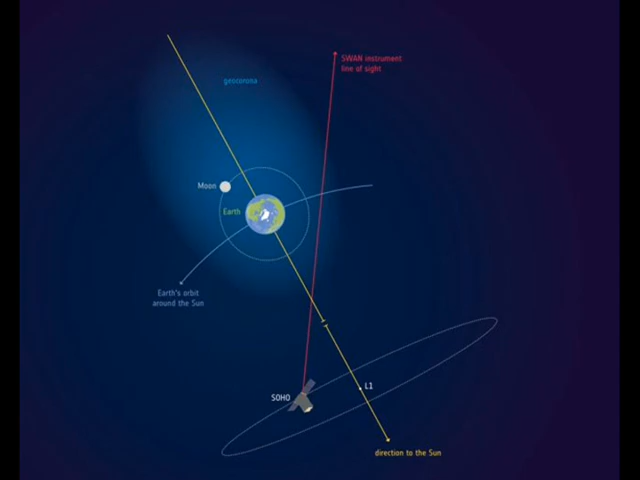 SWAN instrument
line of sight
geocorona
Moon
Earth
Earth's orbit
around the Sun
L1
SOHO
direction to the Sun